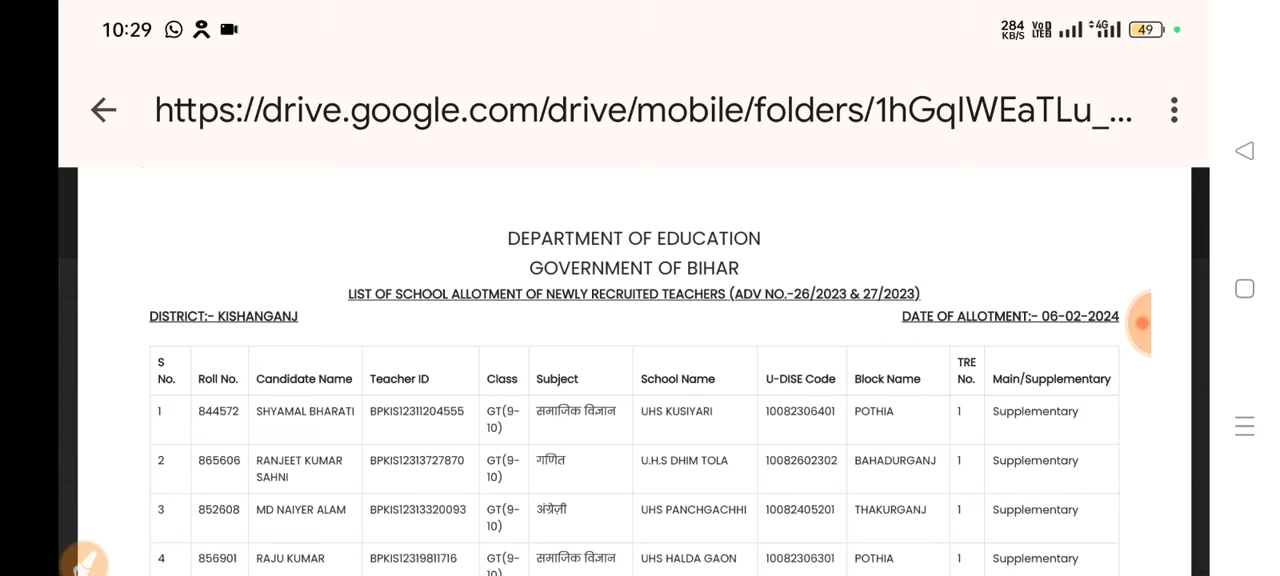 10:29
284 KB/S VoD LTE 4G 49
https://drive.google.com/drive/mobile/folders/1hGqIWEaTLu_...
DEPARTMENT OF EDUCATION
GOVERNMENT OF BIHAR
LIST OF SCHOOL ALLOTMENT OF NEWLY RECRUITED TEACHERS (ADV NO.-26/2023 & 27/2023)
DISTRICT:- KISHANGANJ DATE OF ALLOTMENT:- 06-02-2024
S No. Roll No. Candidate Name Teacher ID Class Subject School Name U-DISE Code Block Name TRE No. Main/Supplementary
1 844572 SHYAMAL BHARATI BPKIS12311204555 GT(9-10) समाजिक विज्ञान UHS KUSIYARI 10082306401 POTHIA 1 Supplementary
2 865606 RANJEET KUMAR SAHNI BPKIS12313727870 GT(9-10) गणित U.H.S DHIM TOLA 10082602302 BAHADURGANJ 1 Supplementary
3 852608 MD NAIYER ALAM BPKIS12313320093 GT(9-10) अंग्रेज़ी UHS PANCHGACHHI 10082405201 THAKURGANJ 1 Supplementary
4 856901 RAJU KUMAR BPKIS12319811716 GT(9-10) समाजिक विज्ञान UHS HALDA GAON 10082306301 POTHIA 1 Supplementary